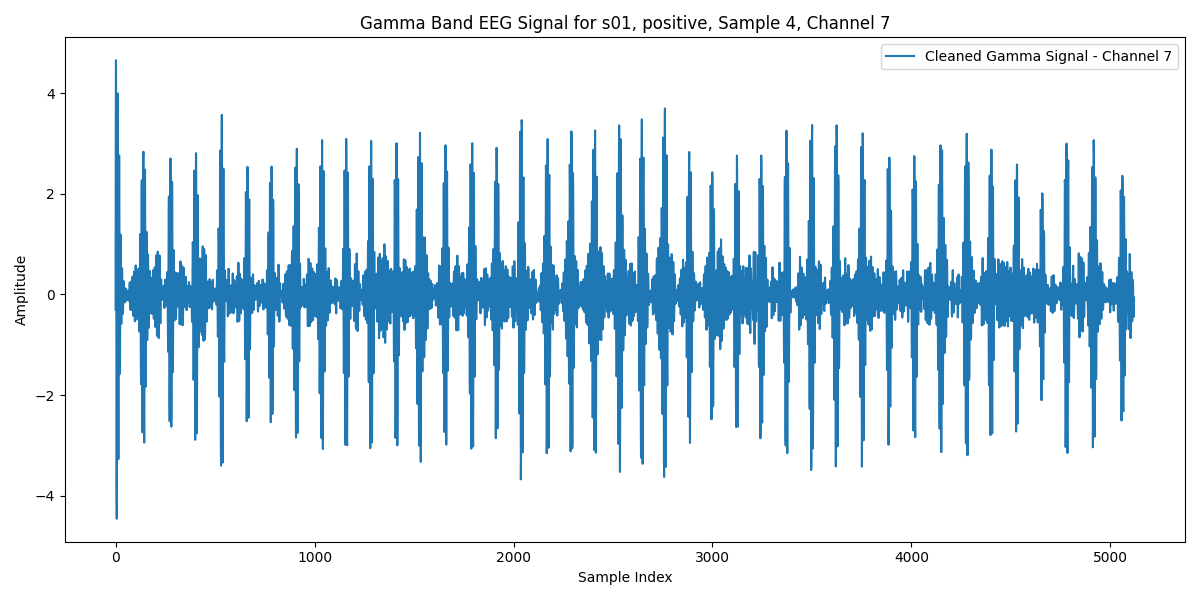 Gamma Band EEG Signal for s01, positive, Sample 4, Channel 7
Cleaned Gamma Signal - Channel 7
Amplitude
4
2
0
−2
−4
0 1000 2000 3000 4000 5000
Sample Index